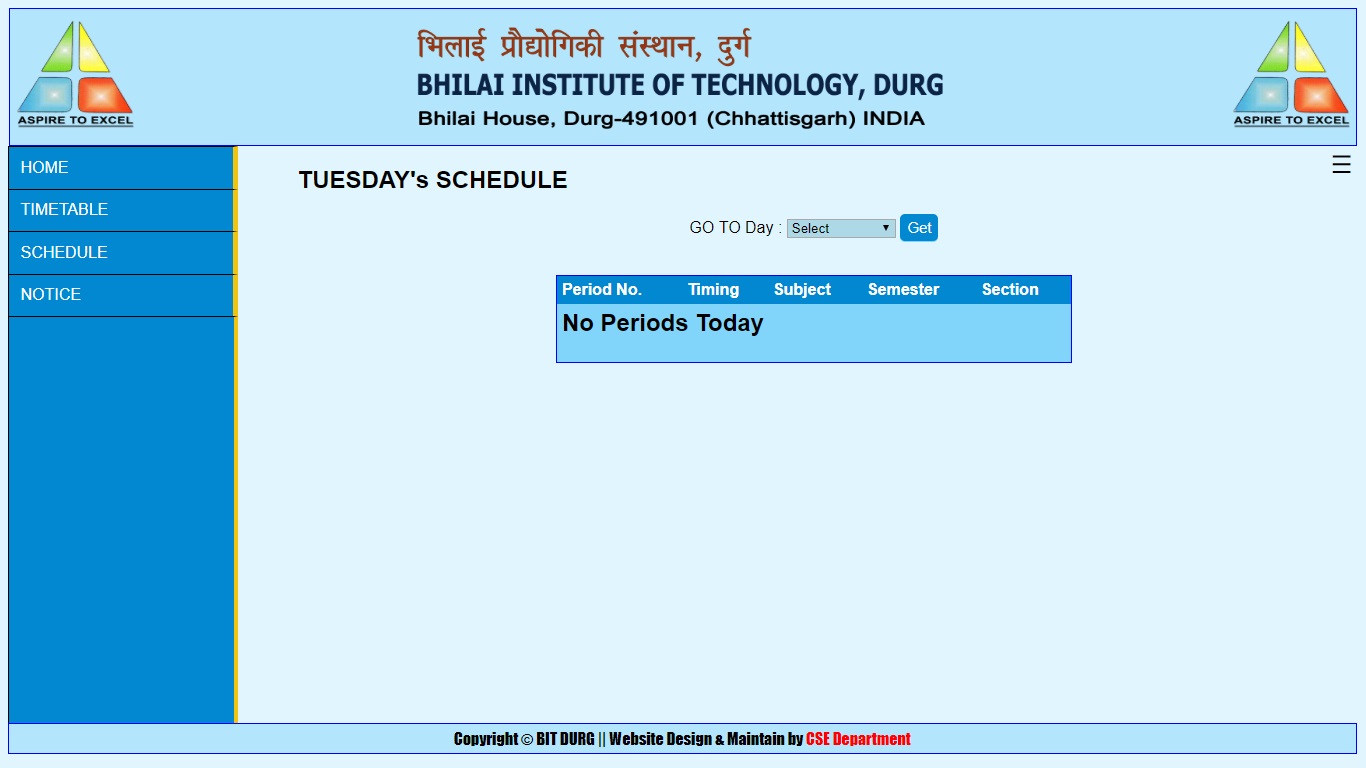 भिलाई प्रौद्योगिकी संस्थान, दुर्ग
BHILAI INSTITUTE OF TECHNOLOGY, DURG
Bhilai House, Durg-491001 (Chhattisgarh) INDIA
ASPIRE TO EXCEL
ASPIRE TO EXCEL
HOME
TIMETABLE
SCHEDULE
NOTICE
TUESDAY's SCHEDULE
GO TO Day : Select Get
Period No. Timing Subject Semester Section
No Periods Today
Copyright © BIT DURG || Website Design & Maintain by CSE Department